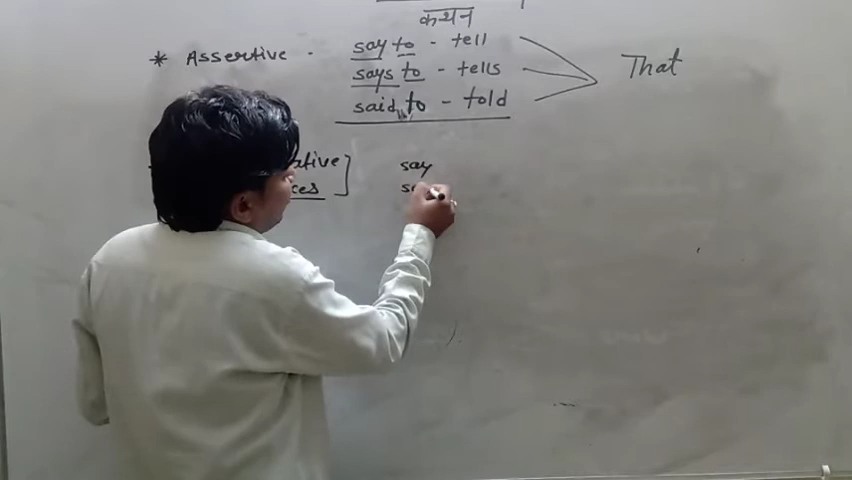 कथन
* Assertive - say to - tell
says to - tells
said to - told
That
say